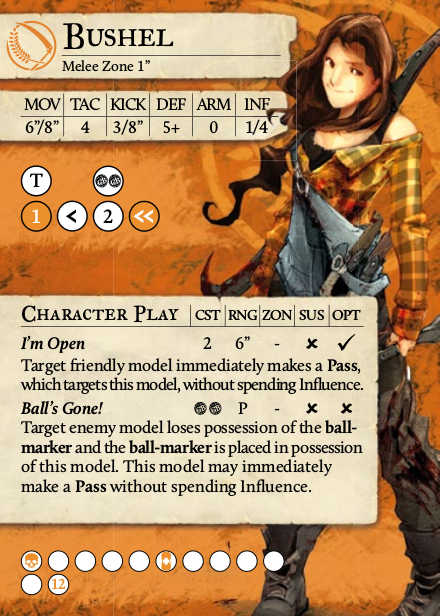 Bushel
Melee Zone 1”
MOV TAC KICK DEF ARM INF
6”/8” 4 3/8” 5+ 0 1/4
T
1 < 2 <<
Character Play CST RNG ZON SUS OPT
I’m Open 2 6” - ✘ ✓
Target friendly model immediately makes a Pass,
which targets this model, without spending Influence.
Ball’s Gone! P - ✘ ✘
Target enemy model loses possession of the ball-
marker and the ball-marker is placed in possession
of this model. This model may immediately
make a Pass without spending Influence.
12